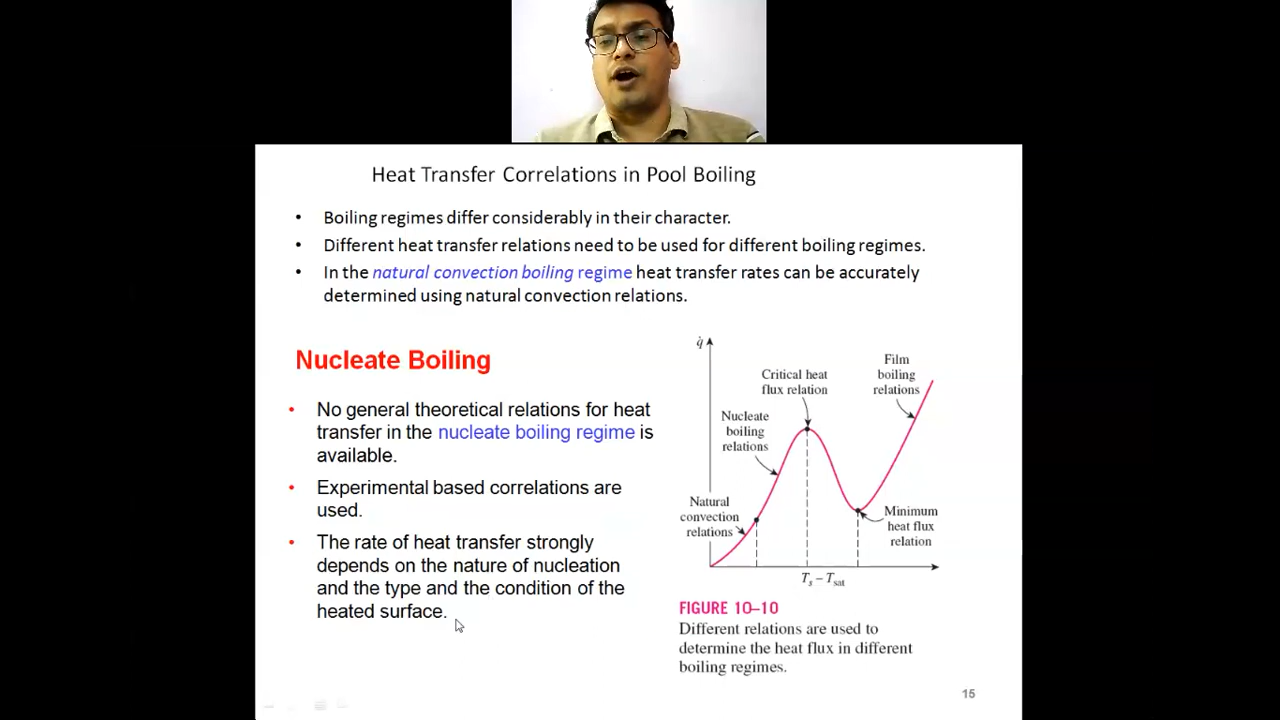 Heat Transfer Correlations in Pool Boiling
• Boiling regimes differ considerably in their character.
• Different heat transfer relations need to be used for different boiling regimes.
• In the natural convection boiling regime heat transfer rates can be accurately
determined using natural convection relations.
Nucleate Boiling
• No general theoretical relations for heat
transfer in the nucleate boiling regime is
available.
• Experimental based correlations are
used.
• The rate of heat transfer strongly
depends on the nature of nucleation
and the type and the condition of the
heated surface.
q̇
Critical heat
flux relation
Film
boiling
relations
Nucleate
boiling
relations
Natural
convection
relations
Minimum
heat flux
relation
Tₛ – Tsat
FIGURE 10–10
Different relations are used to
determine the heat flux in different
boiling regimes.
15